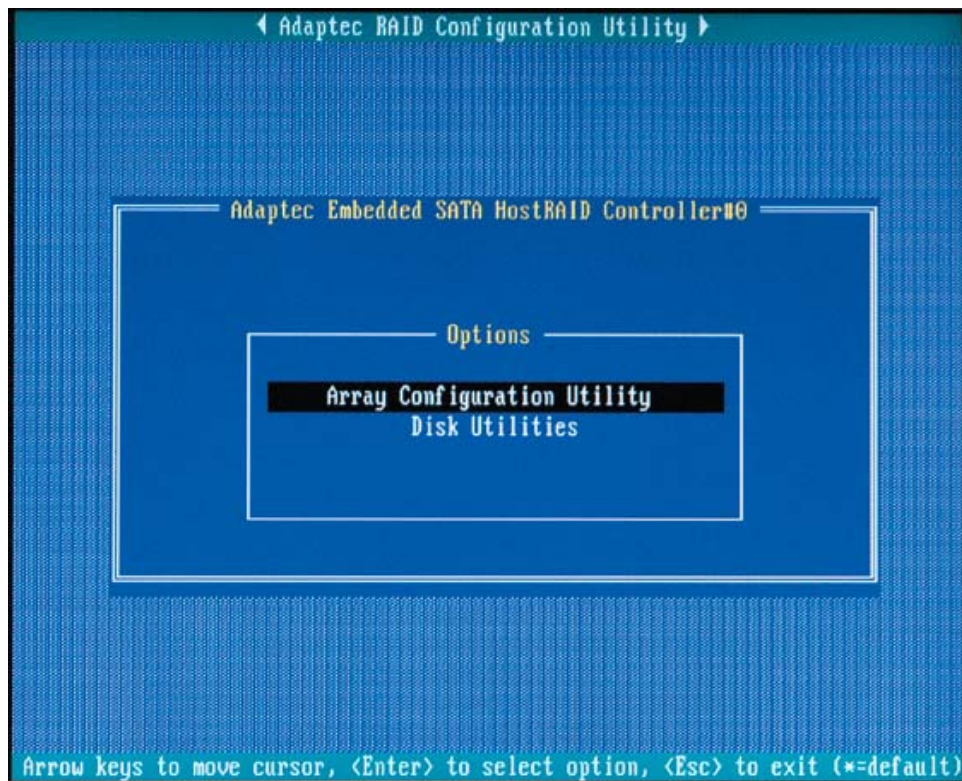 Adaptec RAID Configuration Utility
Adaptec Embedded SATA HostRAID Controller#0
Options
Array Configuration Utility
Disk Utilities
Arrow keys to move cursor, <Enter> to select option, <Esc> to exit (*=default)